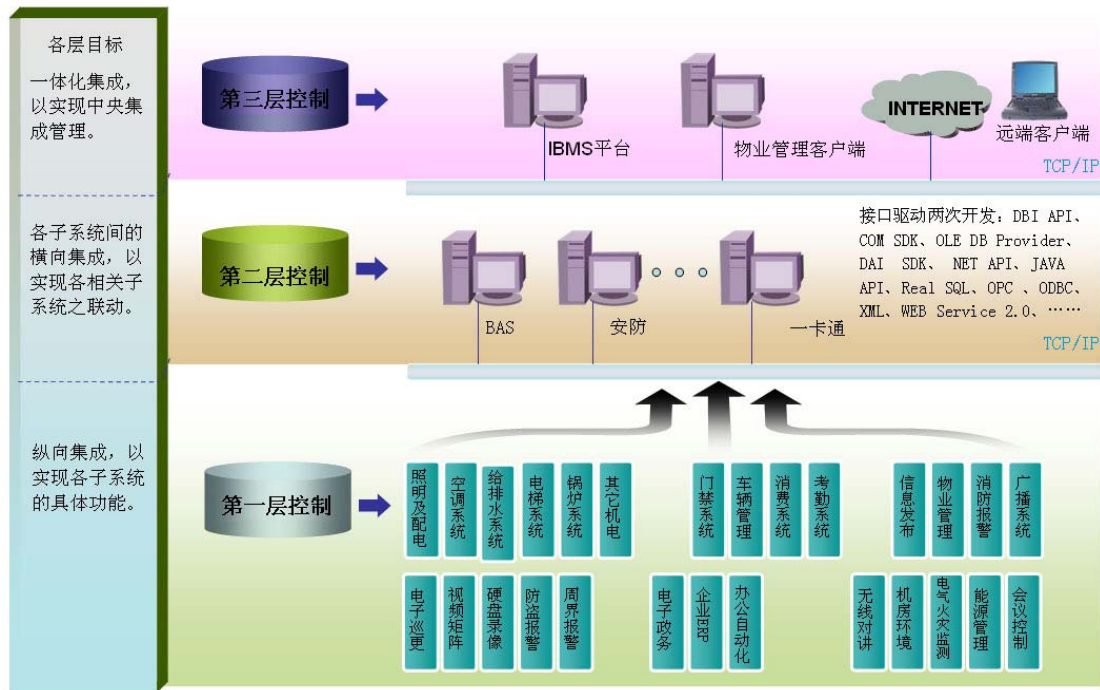 各层目标
一体化集成,
以实现中央集
成管理。
第三层控制
IBMS平台
物业管理客户端
INTERNET
远端客户端
TCP/IP
各子系统间的
横向集成,以
实现各相关子
系统之联动。
第二层控制
BAS
安防
一卡通
接口驱动两次开发: DBI API、
COM SDK、OLE DB Provider、
DAI SDK、 NET API、JAVA
API、Real SQL、OPC 、ODBC、
XML、WEB Service 2.0、……
TCP/IP
纵向集成,以
实现各子系统
的具体功能。
第一层控制
照明及配电
空调系统
给排水系统
电梯系统
锅炉系统
其它机电
门禁系统
车辆管理
消费系统
考勤系统
信息发布
物业管理
消防报警
广播系统
电子巡更
视频矩阵
硬盘录像
防盗报警
周界报警
电子政务
企业ERP
办公自动化
无线对讲
机房环境
电气火灾监测
能源管理
会议控制